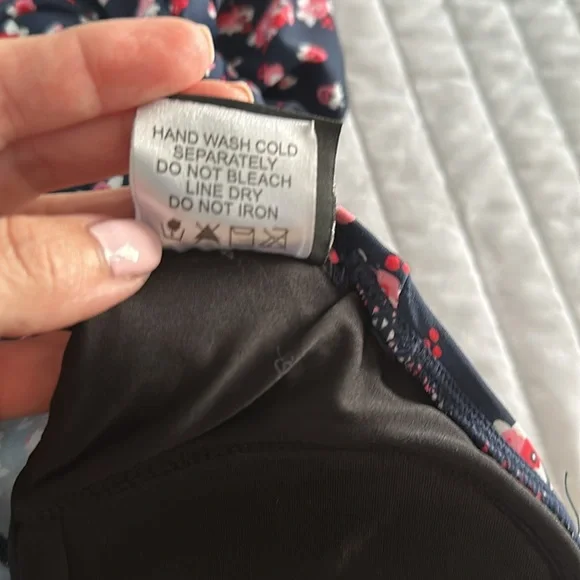 HAND WASH COLD
SEPARATELY
DO NOT BLEACH
LINE DRY
DO NOT IRON